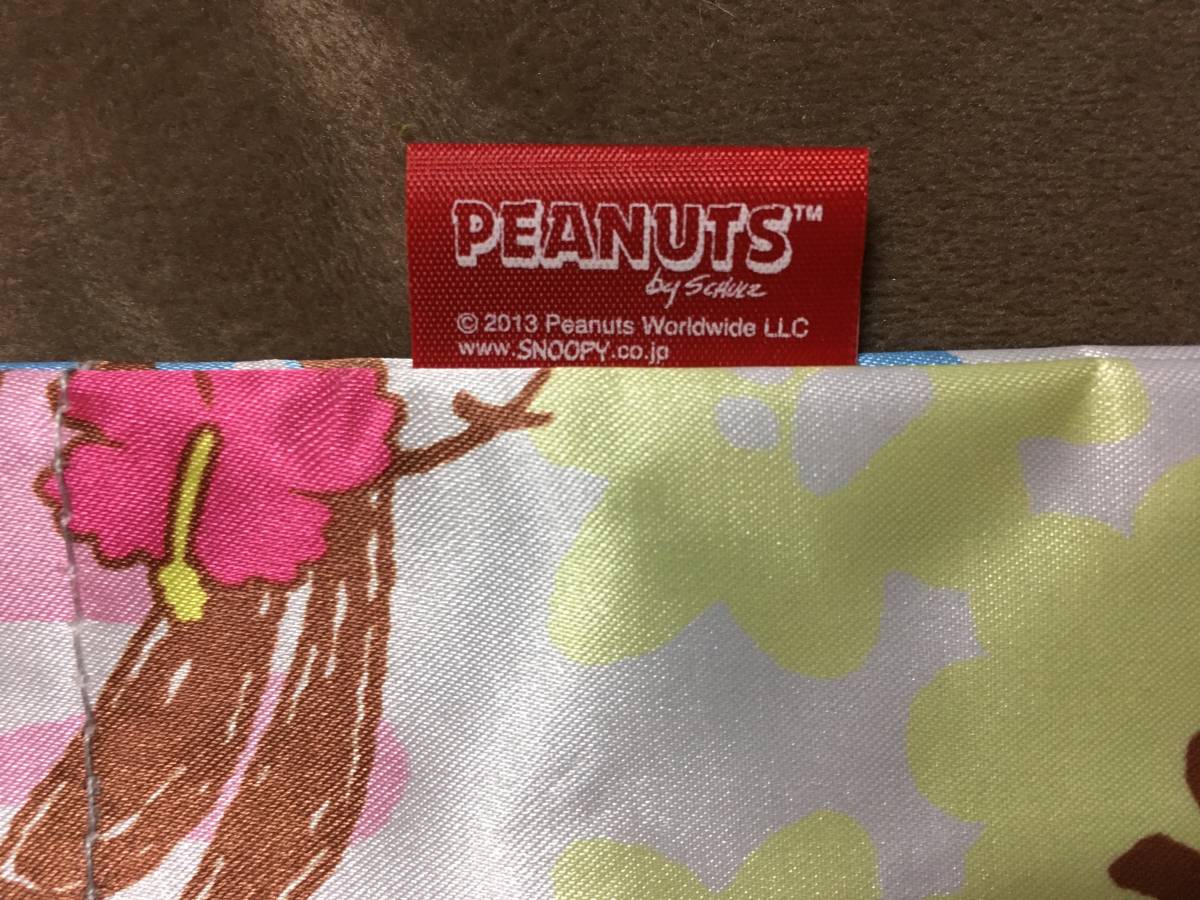 PEANUTS™
by SCHULZ
© 2013 Peanuts Worldwide LLC
www.SNOOPY.co.jp